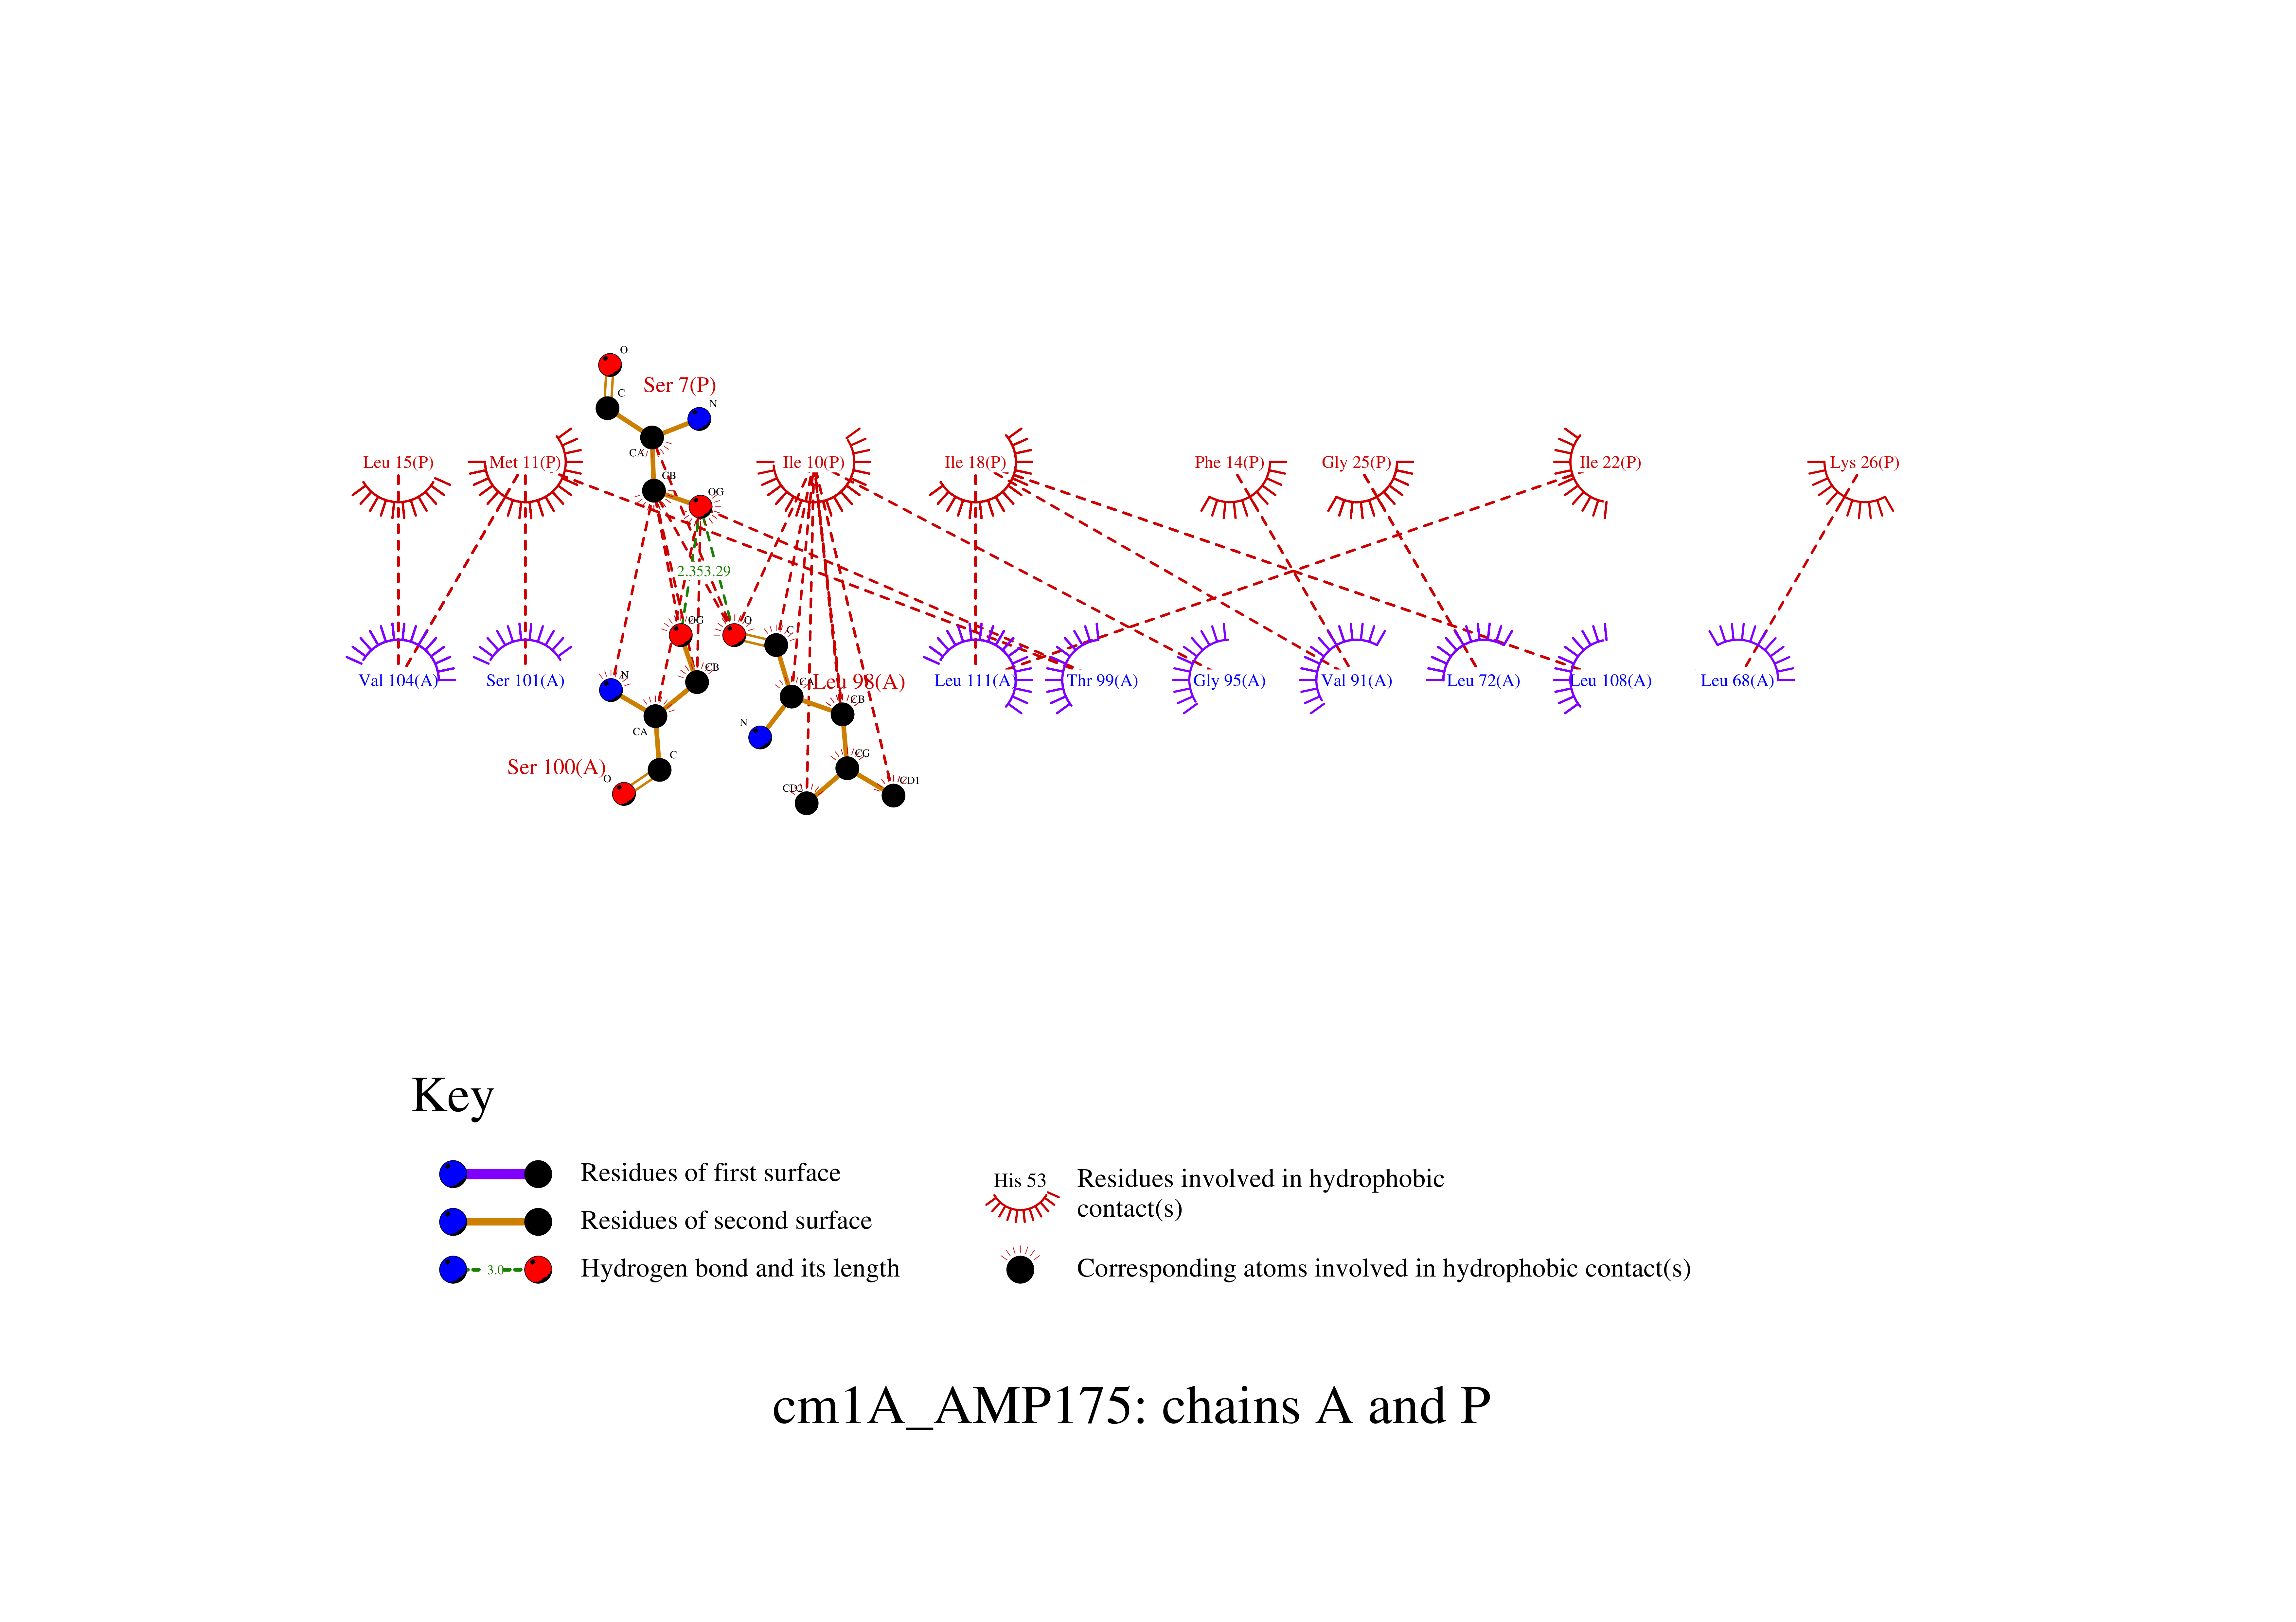 O
C
Ser 7(P)
N
CA
Leu 15(P) Met 11(P) Ile 10(P) Ile 18(P) Phe 14(P) Gly 25(P) Ile 22(P) Lys 26(P)
CB
OG
2.353.29
OG O C
CB
N
Val 104(A) Ser 101(A) CA Leu 98(A) Leu 111(A) Thr 99(A) Gly 95(A) Val 91(A) Leu 72(A) Leu 108(A) Leu 68(A)
CB
N
CA
C
CG
Ser 100(A)
O
CD2 CD1
Key
Residues of first surface
His 53 Residues involved in hydrophobic
contact(s)
Residues of second surface
3.0 Hydrogen bond and its length
Corresponding atoms involved in hydrophobic contact(s)
cm1A_AMP175: chains A and P